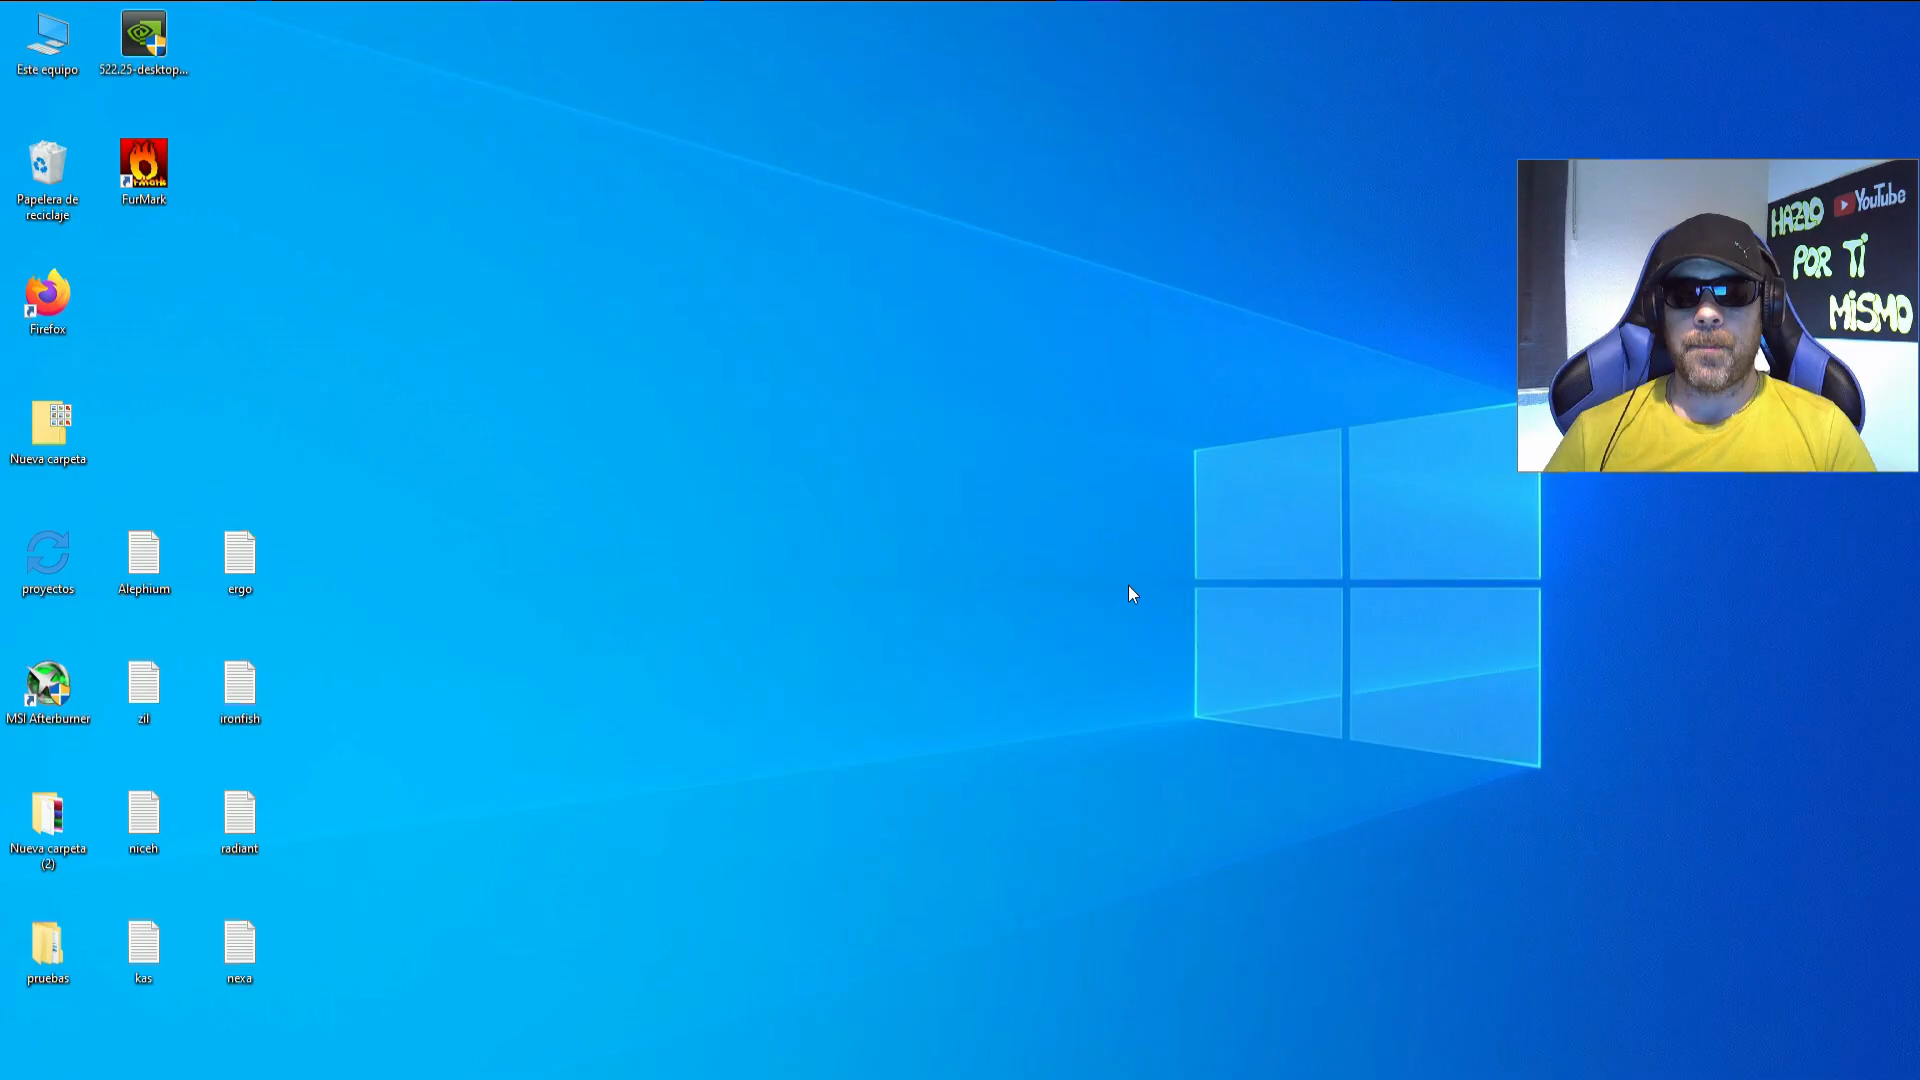 Este equipo
522.25-desktop...
Papelera de
reciclaje
FurMark
Firefox
Nueva carpeta
proyectos
Alephium
ergo
MSI Afterburner
zil
ironfish
Nueva carpeta
(2)
niceh
radiant
pruebas
kas
nexa
YouTube
HAZLO
POR TI
MiSMO